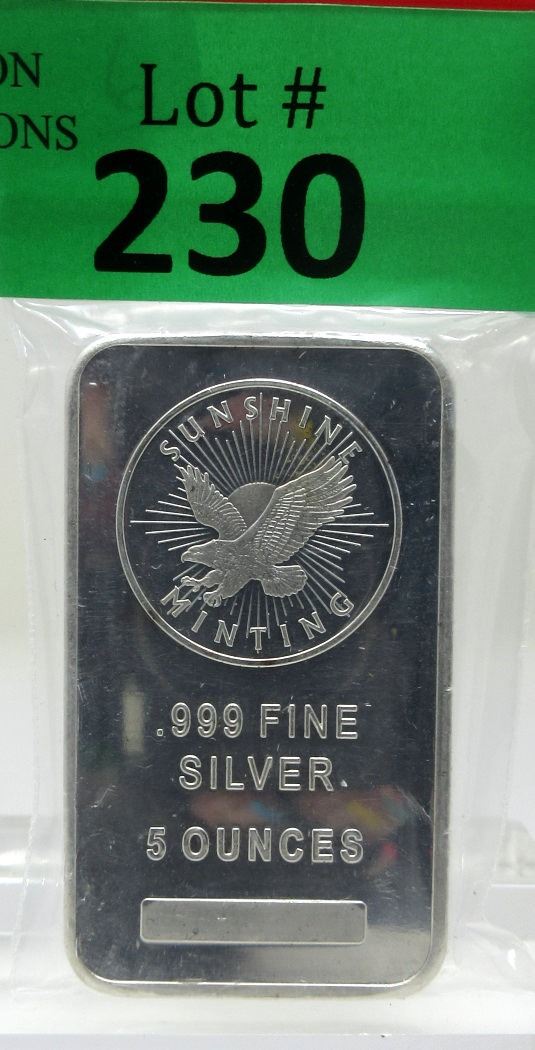 ON
Lot #
ONS
230
SUNSHINE
MINTING
.999 FINE
SILVER
5 OUNCES